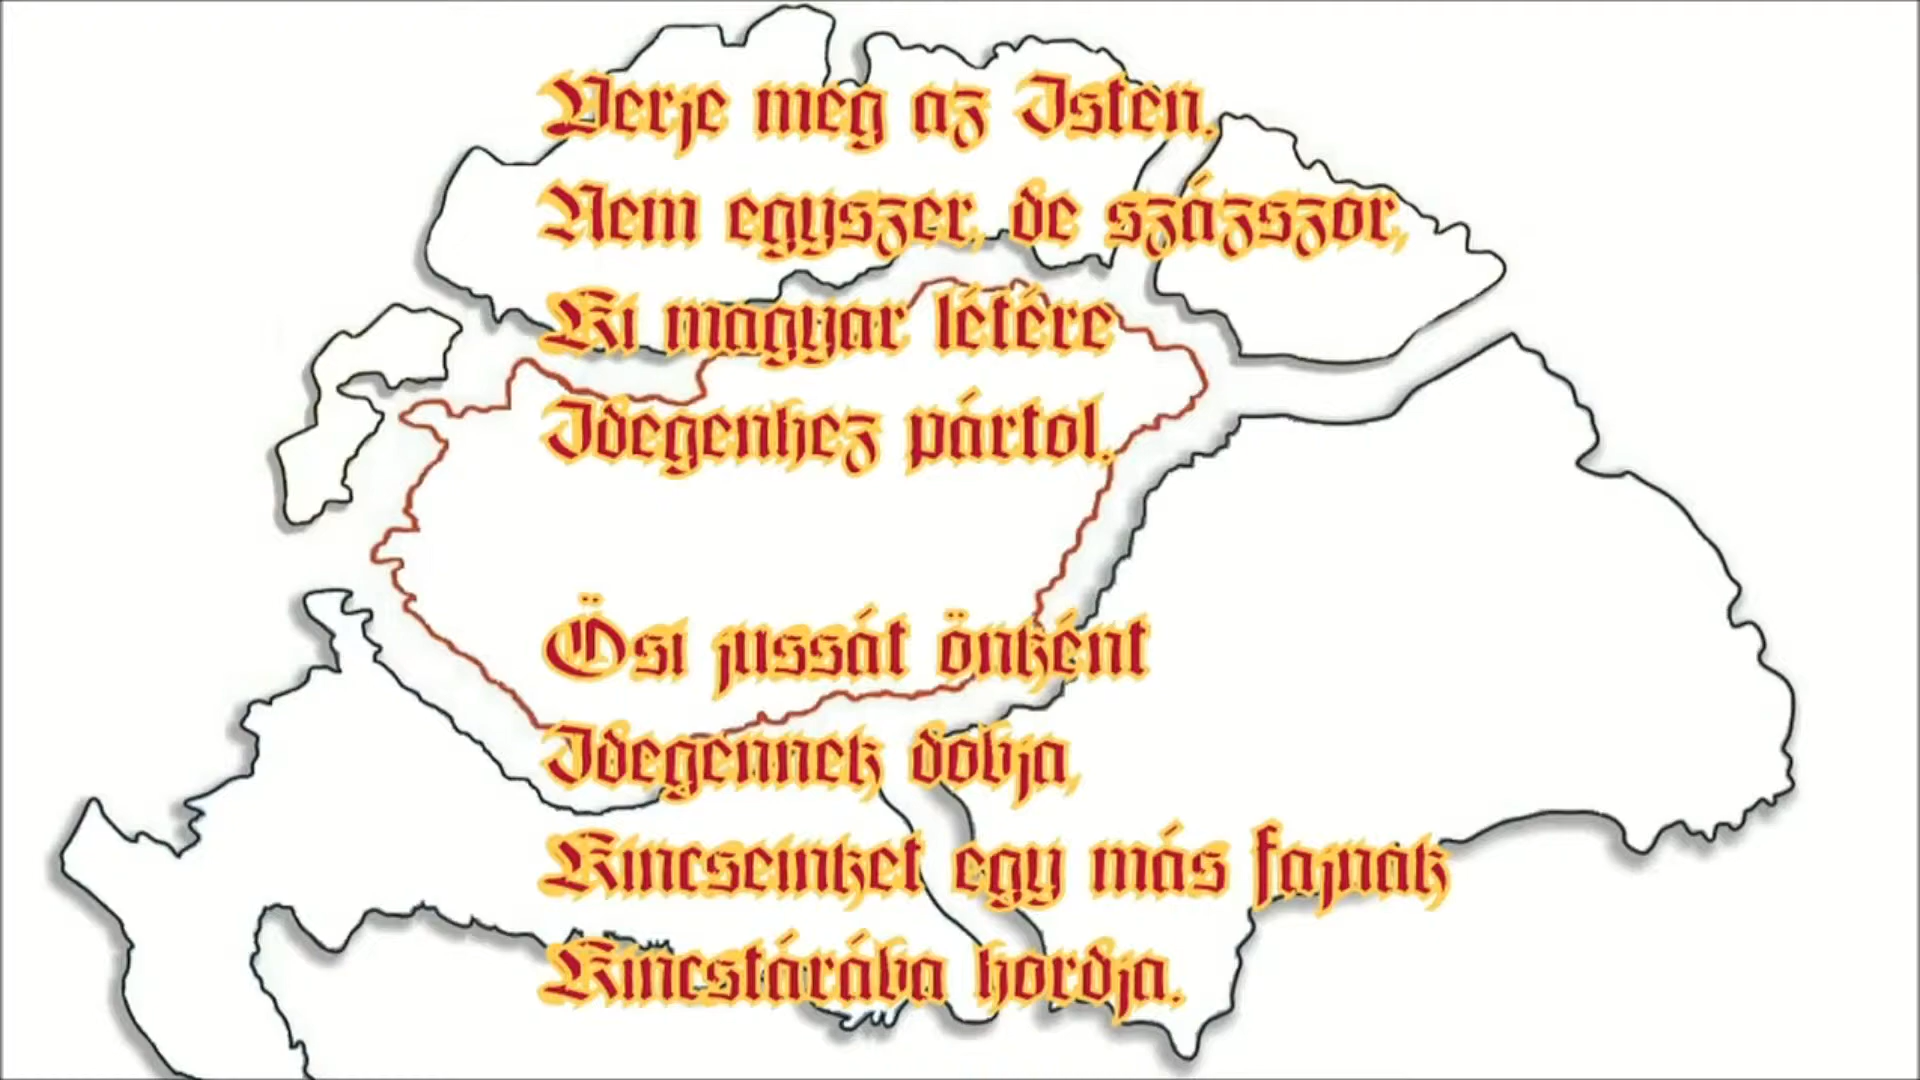 Verje meg az Isten,
Nem egyszer, de százszor,
Ki magyar létére
Idegenhez pártol.
Ösi jussát önként
Idegennek dobja,
Kincseinket egy más fajnak
Kincstárába hordja.